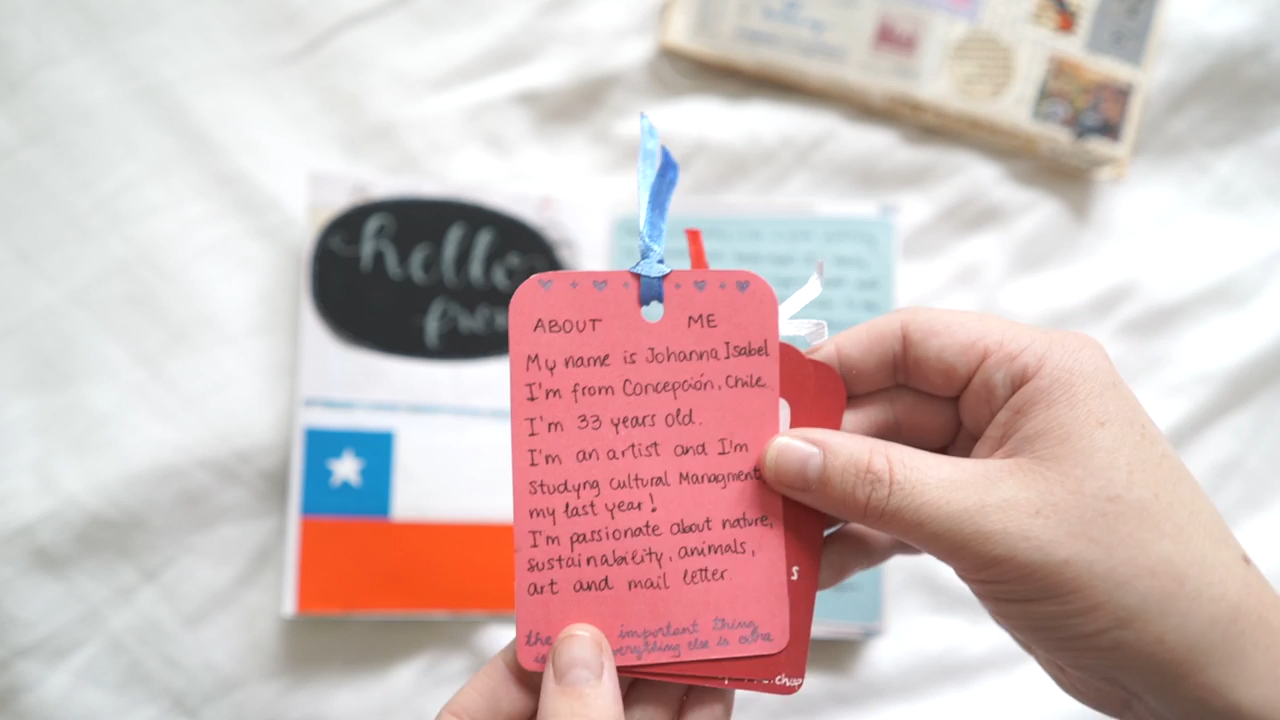 hello
ABOUT ME
My name is Johanna Isabel
I'm from Concepción, Chile.
I'm 33 years old.
I'm an artist and I'm
Studyng Cultural Managment
my last year!
I'm passionate about nature,
sustainability, animals,
art and mail letter.
the important thing
everything else is
s